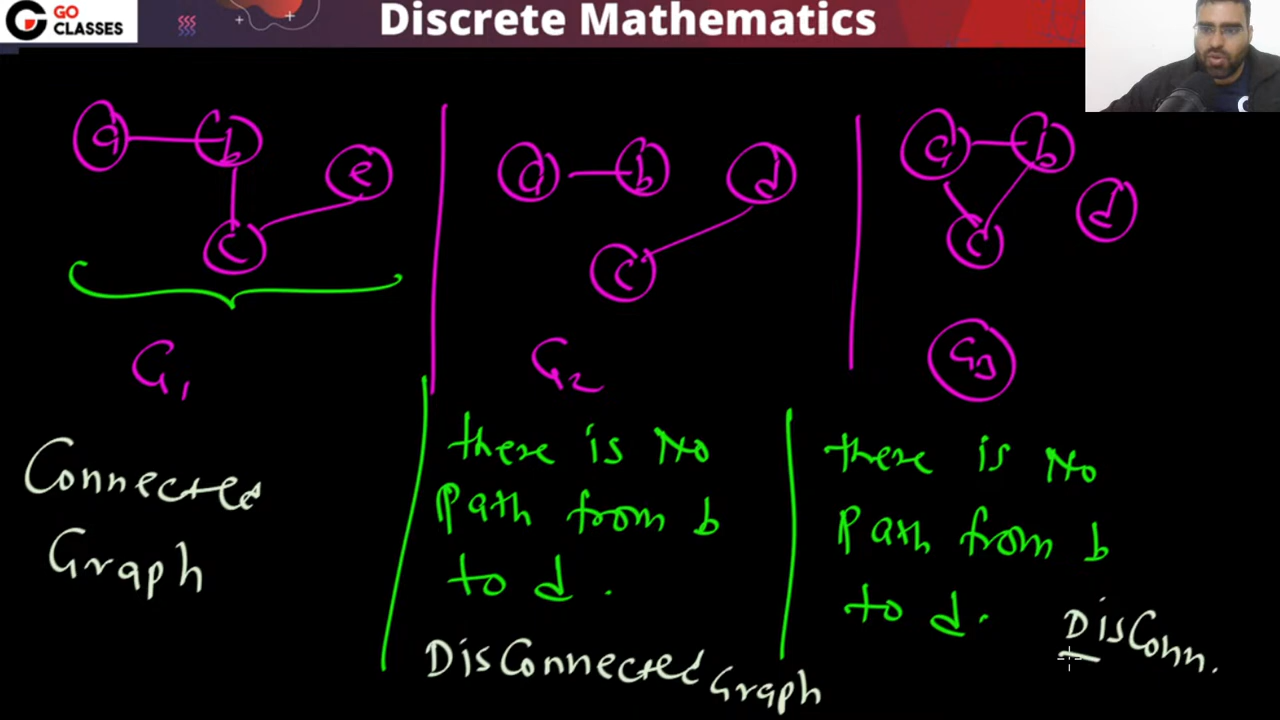 GO
CLASSES
Discrete Mathematics
a b e
c
G1
Connected
Graph
a b d
c
G2
there is No
Path from b
to d.
DisConnected Graph
a b
d
c
G3
there is No
Path from b
to d.
DisConn.